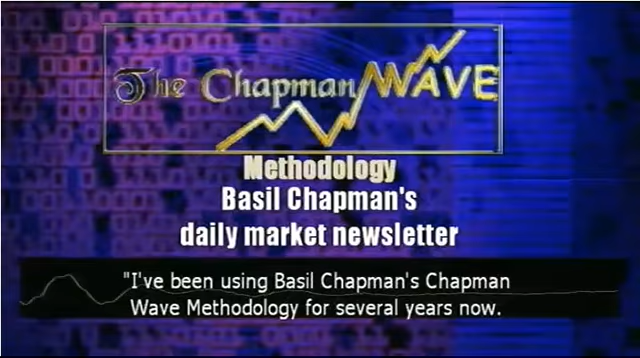 The Chapman WAVE
Methodology
Basil Chapman's
daily market newsletter
"I've been using Basil Chapman's Chapman
Wave Methodology for several years now.